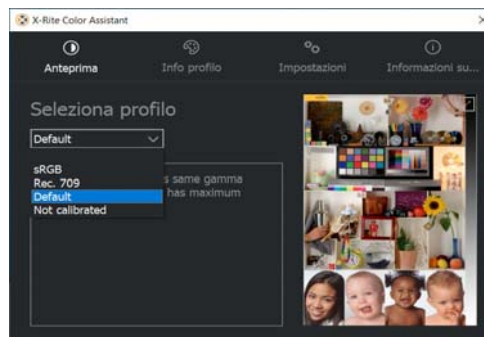 X-Rite Color Assistant
Anteprima
Info profilo
Impostazioni
Informazioni su...
Seleziona profilo
Default
sRGB
Rec. 709
Default
Not calibrated
s same gamma
has maximum